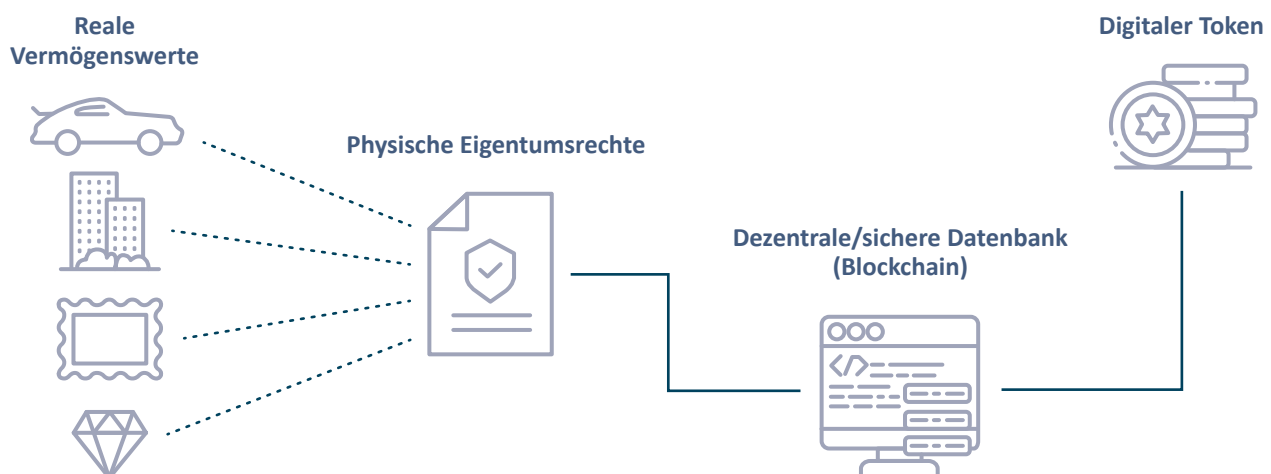 Reale
Vermögenswerte
Physische Eigentumsrechte
Dezentrale/sichere Datenbank
(Blockchain)
Digitaler Token